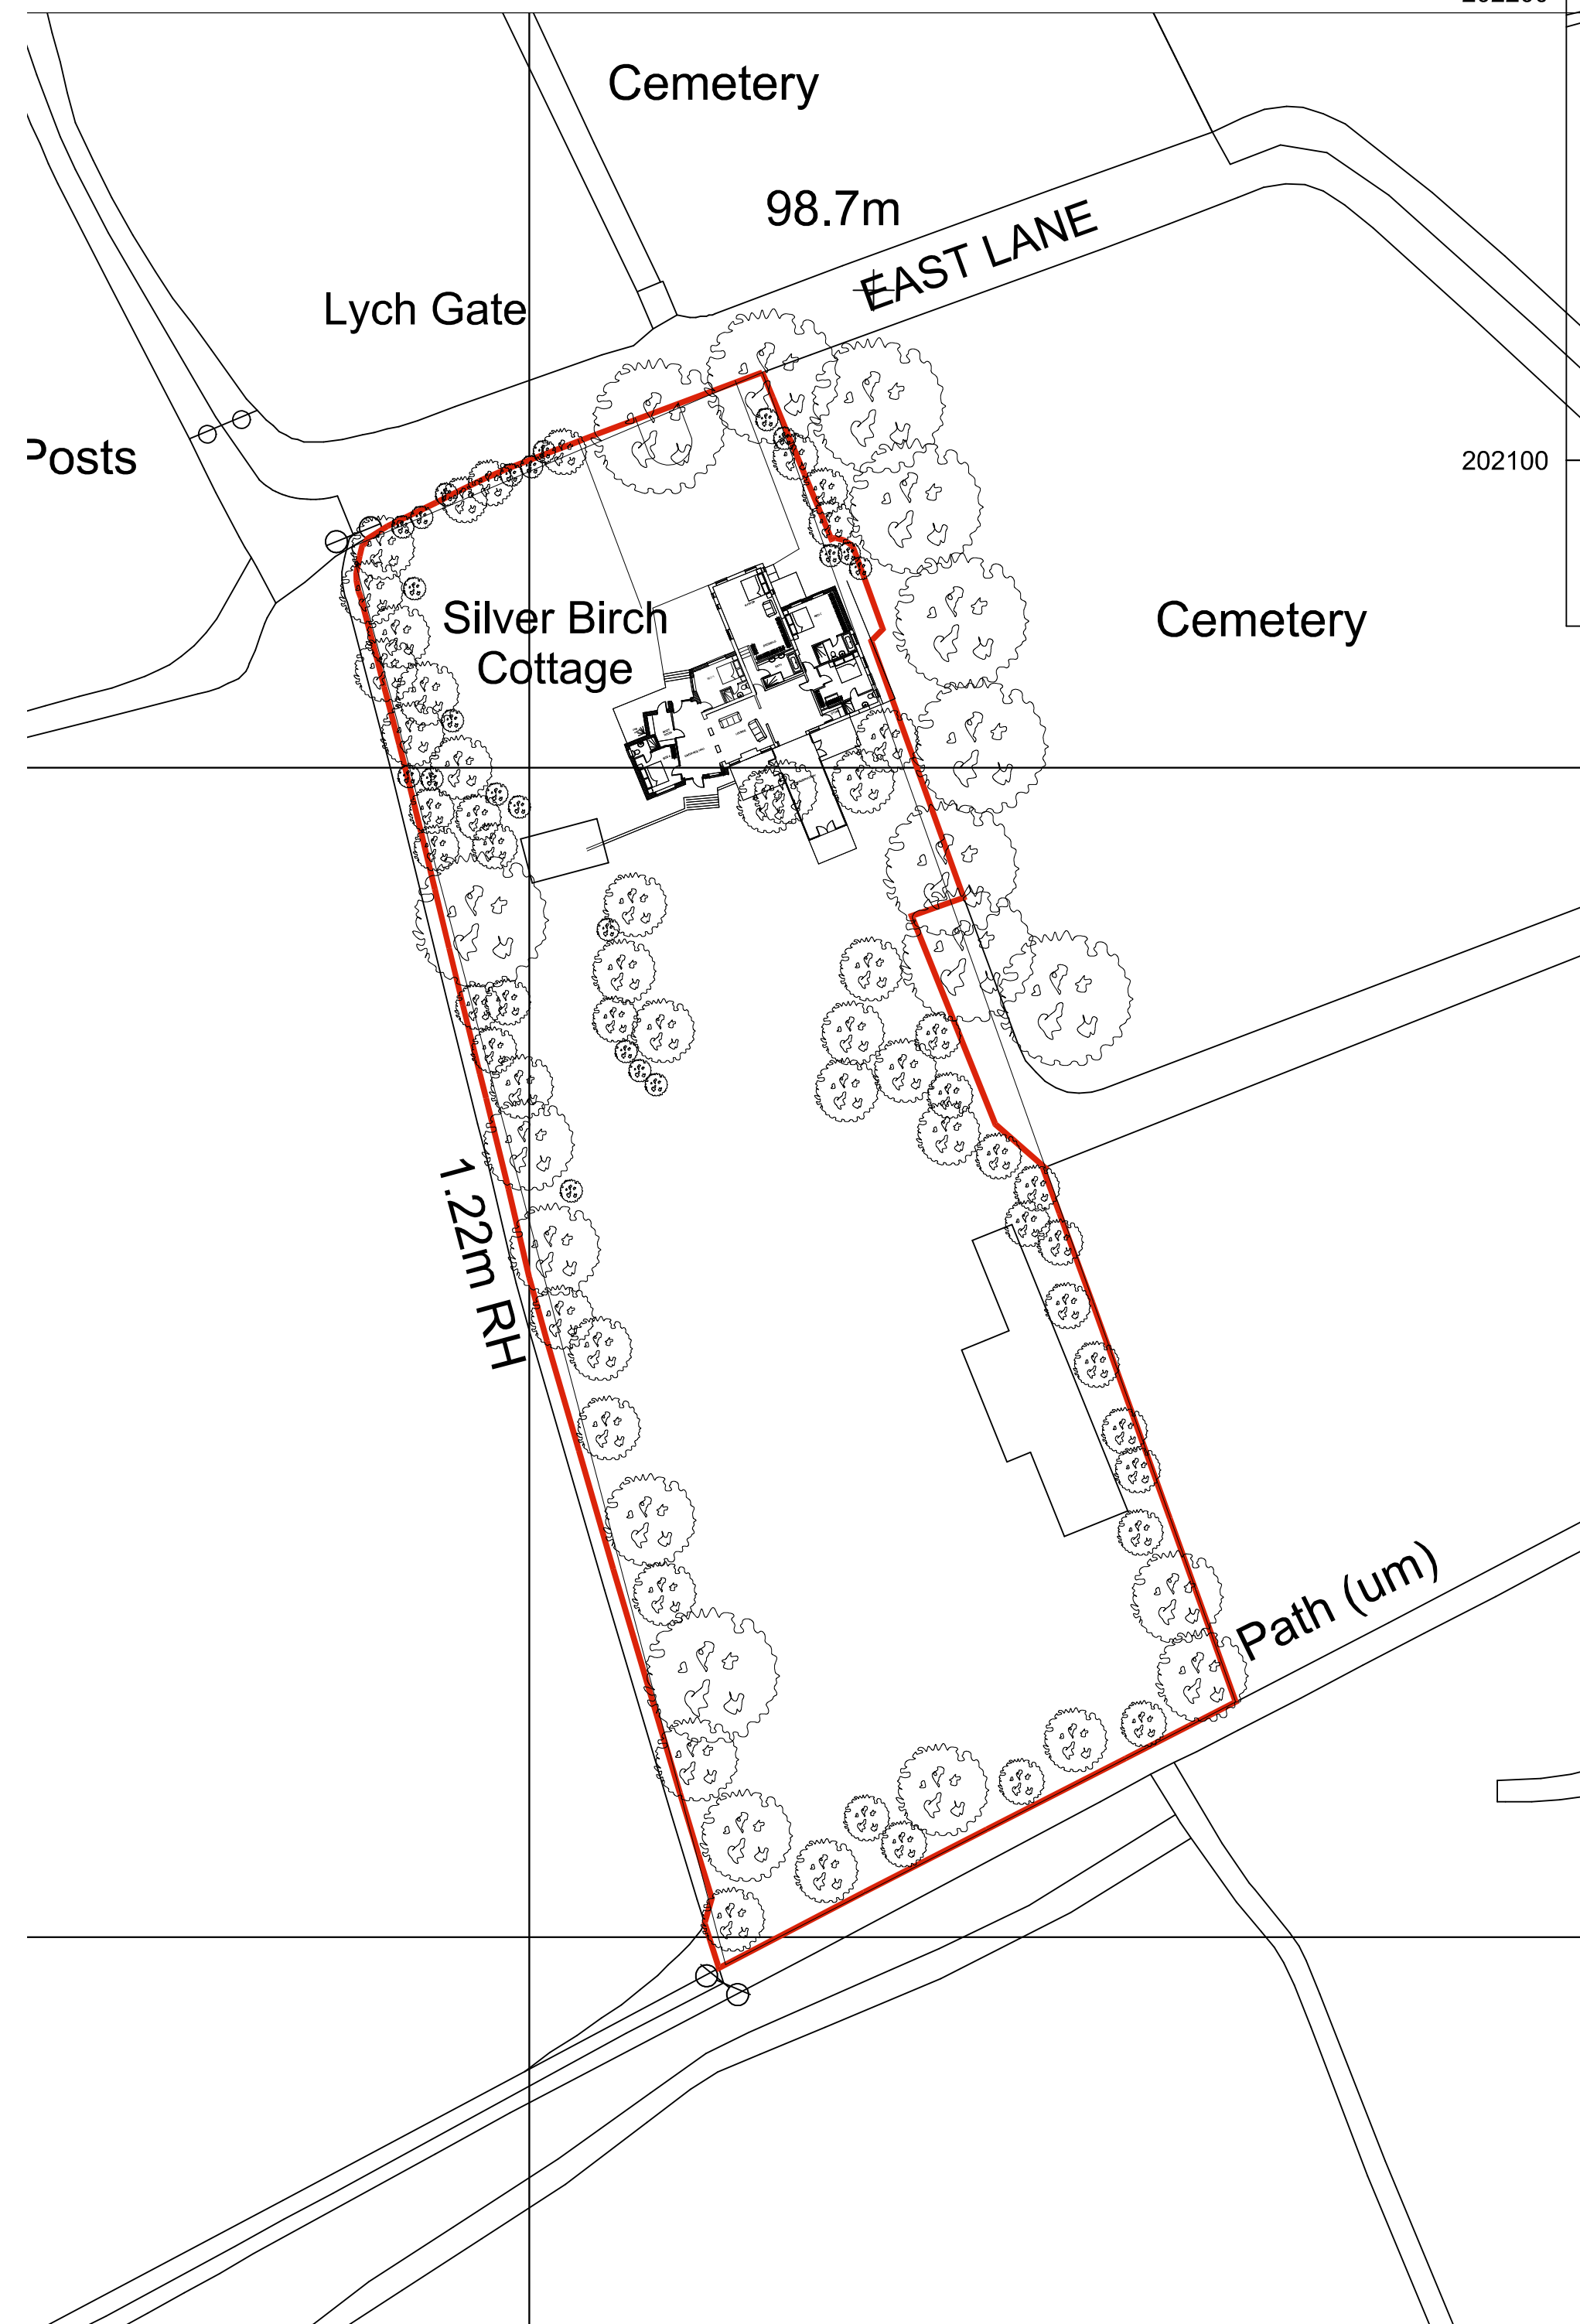 Cemetery
98.7m
EAST LANE
Lych Gate
Posts
202100
Silver Birch
Cottage
Cemetery
1.22m RH
Path (um)